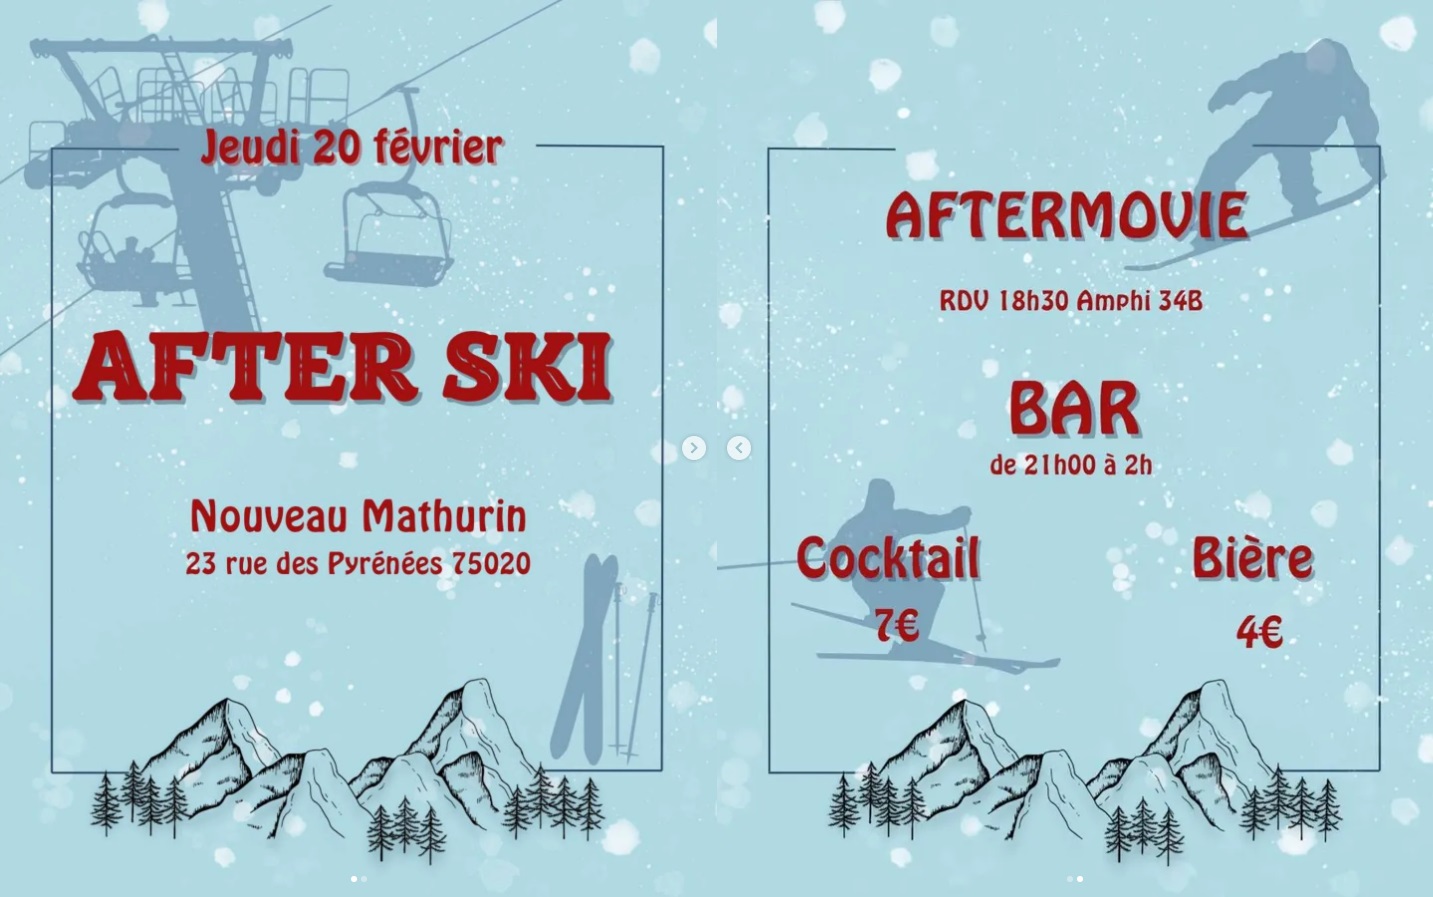 Jeudi 20 février
AFTER SKI
Nouveau Mathurin
23 rue des Pyrénées 75020
AFTERMOVIE
RDV 18h30 Amphi 34B
BAR
de 21h00 à 2h
Cocktail
7€
Bière
4€